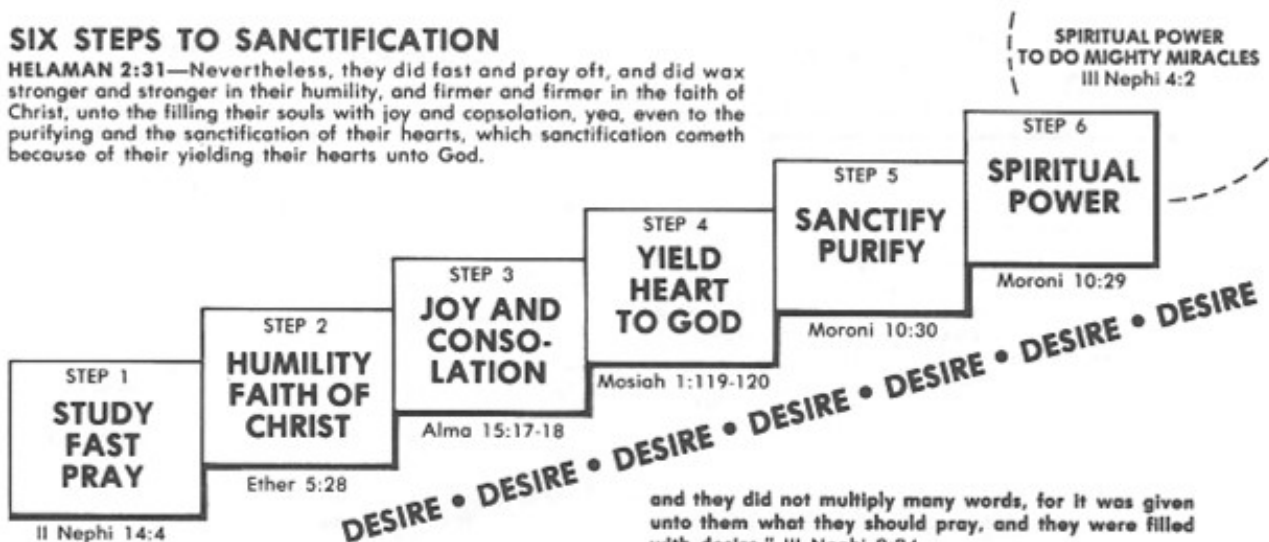 SIX STEPS TO SANCTIFICATION
HELAMAN 2:31—Nevertheless, they did fast and pray oft, and did wax
stronger and stronger in their humility, and firmer and firmer in the faith of
Christ, unto the filling their souls with joy and consolation, yea, even to the
purifying and the sanctification of their hearts, which sanctification cometh
because of their yielding their hearts unto God.
SPIRITUAL POWER
TO DO MIGHTY MIRACLES
III Nephi 4:2
STEP 1
STUDY
FAST
PRAY
II Nephi 14:4
STEP 2
HUMILITY
FAITH OF
CHRIST
Ether 5:28
STEP 3
JOY AND
CONSO-
LATION
Alma 15:17-18
STEP 4
YIELD
HEART
TO GOD
Mosiah 1:119-120
STEP 5
SANCTIFY
PURIFY
Moroni 10:30
STEP 6
SPIRITUAL
POWER
Moroni 10:29
DESIRE • DESIRE • DESIRE • DESIRE • DESIRE • DESIRE • DESIRE
and they did not multiply many words, for it was given
unto them what they should pray, and they were filled
with desire." III Nephi